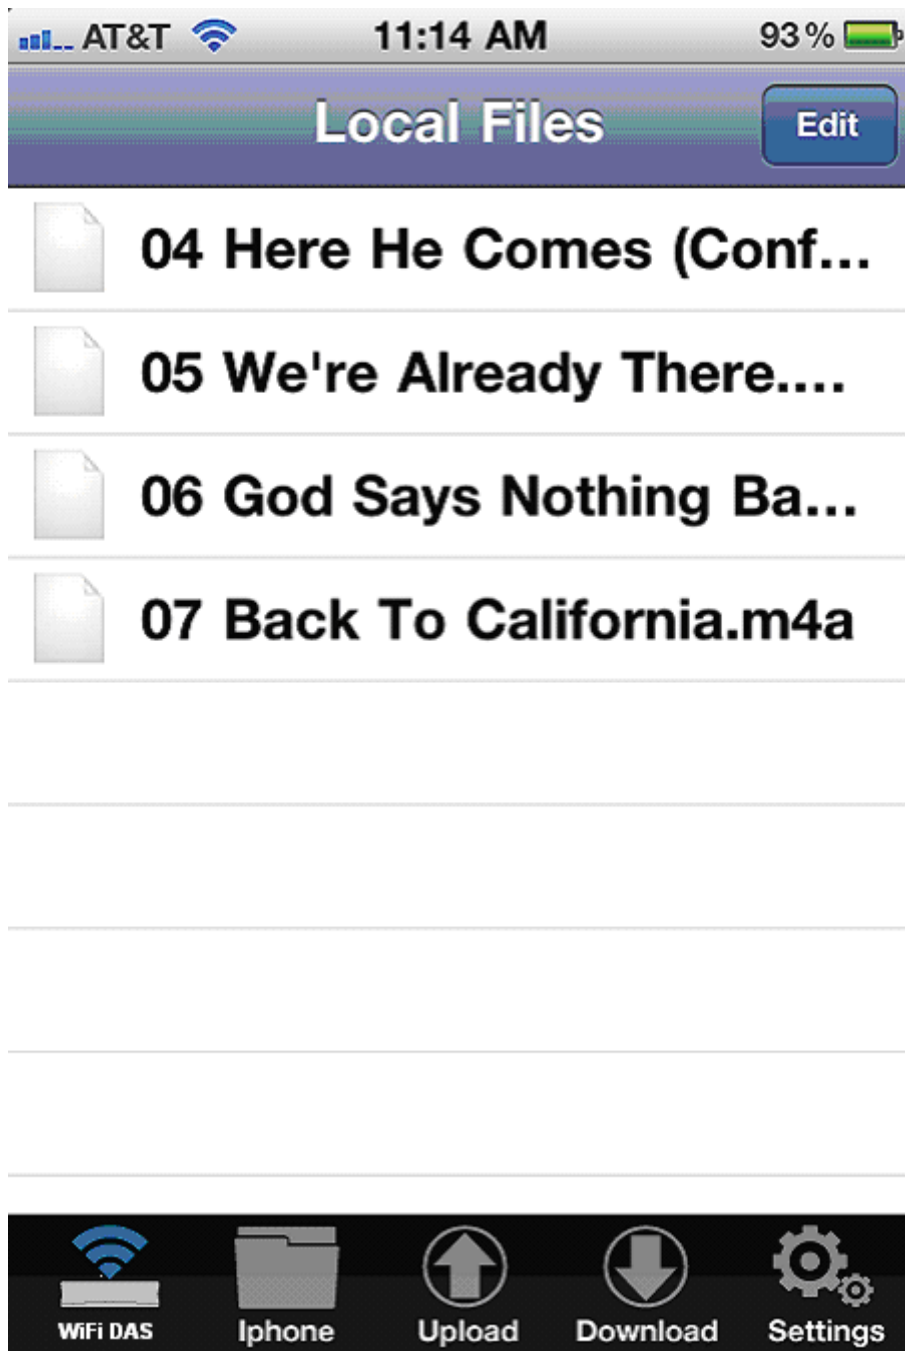 AT&T 11:14 AM 93%
Local Files Edit
04 Here He Comes (Conf...
05 We're Already There....
06 God Says Nothing Ba...
07 Back To California.m4a
WiFi DAS Iphone Upload Download Settings